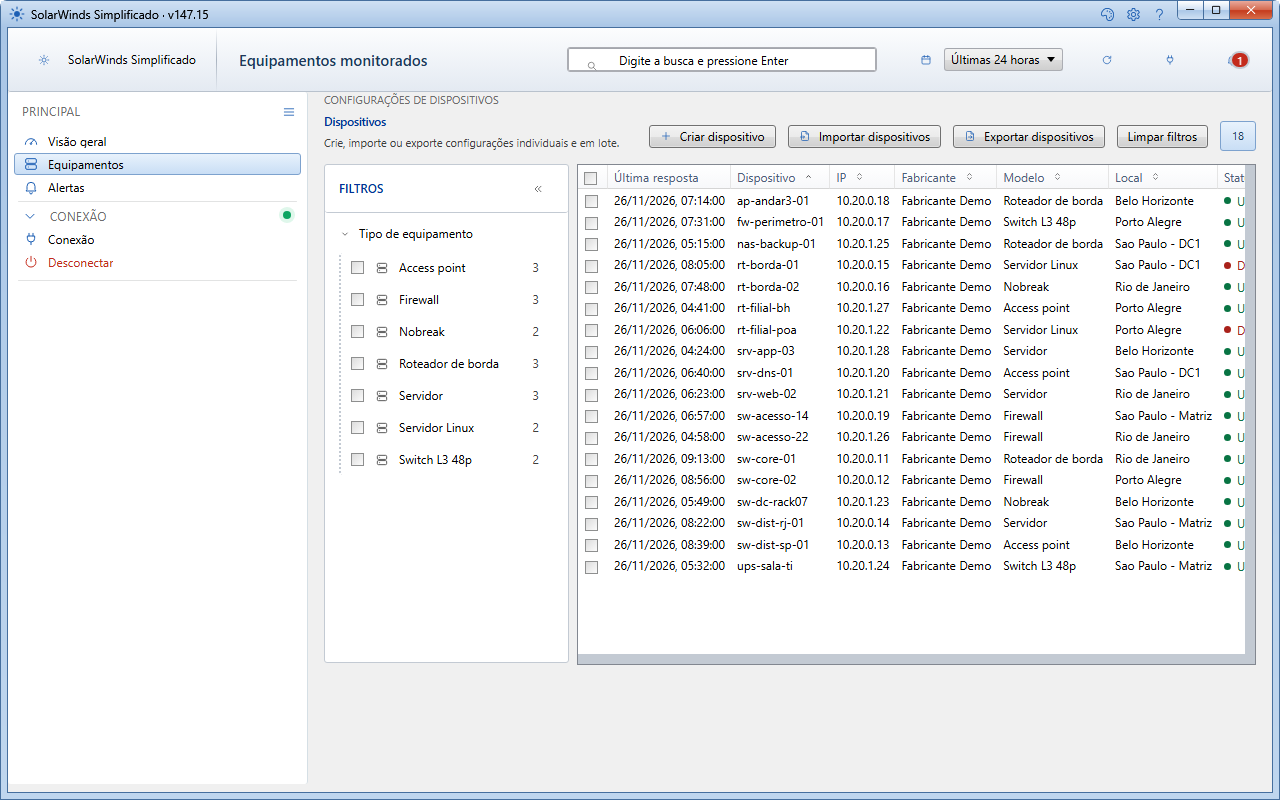 SolarWinds Simplificado · v147.15
SolarWinds Simplificado
Equipamentos monitorados
Digite a busca e pressione Enter
Últimas 24 horas
1
PRINCIPAL
Visão geral
Equipamentos
Alertas
CONEXÃO
Conexão
Desconectar
CONFIGURAÇÕES DE DISPOSITIVOS
Dispositivos
Crie, importe ou exporte configurações individuais e em lote.
Criar dispositivo
Importar dispositivos
Exportar dispositivos
Limpar filtros
18
FILTROS
Tipo de equipamento
Access point 3
Firewall 3
Nobreak 2
Roteador de borda 3
Servidor 3
Servidor Linux 2
Switch L3 48p 2
Última resposta Dispositivo IP Fabricante Modelo Local Stat
26/11/2026, 07:14:00 ap-andar3-01 10.20.0.18 Fabricante Demo Roteador de borda Belo Horizonte U
26/11/2026, 07:31:00 fw-perimetro-01 10.20.0.17 Fabricante Demo Switch L3 48p Porto Alegre U
26/11/2026, 05:15:00 nas-backup-01 10.20.1.25 Fabricante Demo Roteador de borda Sao Paulo - DC1 U
26/11/2026, 08:05:00 rt-borda-01 10.20.0.15 Fabricante Demo Servidor Linux Sao Paulo - DC1 D
26/11/2026, 07:48:00 rt-borda-02 10.20.0.16 Fabricante Demo Nobreak Rio de Janeiro U
26/11/2026, 04:41:00 rt-filial-bh 10.20.1.27 Fabricante Demo Access point Porto Alegre U
26/11/2026, 06:06:00 rt-filial-poa 10.20.1.22 Fabricante Demo Servidor Linux Porto Alegre D
26/11/2026, 04:24:00 srv-app-03 10.20.1.28 Fabricante Demo Servidor Belo Horizonte U
26/11/2026, 06:40:00 srv-dns-01 10.20.1.20 Fabricante Demo Access point Sao Paulo - DC1 U
26/11/2026, 06:23:00 srv-web-02 10.20.1.21 Fabricante Demo Servidor Rio de Janeiro U
26/11/2026, 06:57:00 sw-acesso-14 10.20.0.19 Fabricante Demo Firewall Sao Paulo - Matriz U
26/11/2026, 04:58:00 sw-acesso-22 10.20.1.26 Fabricante Demo Firewall Rio de Janeiro U
26/11/2026, 09:13:00 sw-core-01 10.20.0.11 Fabricante Demo Roteador de borda Rio de Janeiro U
26/11/2026, 08:56:00 sw-core-02 10.20.0.12 Fabricante Demo Firewall Porto Alegre U
26/11/2026, 05:49:00 sw-dc-rack07 10.20.1.23 Fabricante Demo Nobreak Belo Horizonte U
26/11/2026, 08:22:00 sw-dist-rj-01 10.20.0.14 Fabricante Demo Servidor Sao Paulo - Matriz U
26/11/2026, 08:39:00 sw-dist-sp-01 10.20.0.13 Fabricante Demo Access point Belo Horizonte U
26/11/2026, 05:32:00 ups-sala-ti 10.20.1.24 Fabricante Demo Switch L3 48p Sao Paulo - Matriz U